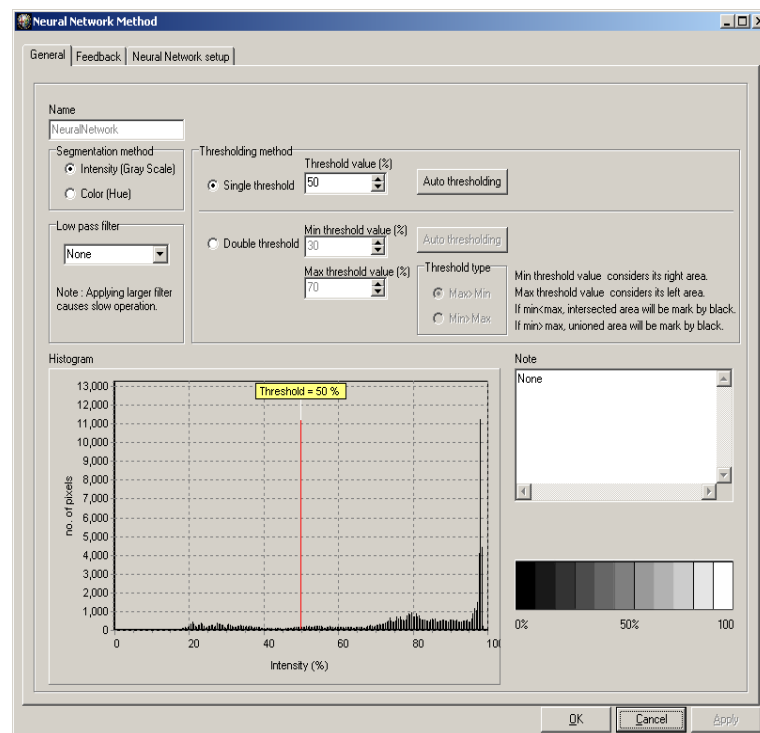 Neural Network Method
General Feedback Neural Network setup
Name
NeuralNetwork
Segmentation method
Intensity (Gray Scale)
Color (Hue)
Low pass filter
None
Note : Applying larger filter
causes slow operation.
Thresholding method
Threshold value (%)
Single threshold 50 Auto thresholding
Min threshold value (%)
Double threshold 30 Auto thresholding
Max threshold value (%)
70
Threshold type
Max>Min
Min>Max
Min threshold value considers its right area.
Max threshold value considers its left area.
If min<max, intersected area will be mark by black.
If min>max, unioned area will be mark by black.
Histogram
Threshold = 50 %
13,000
12,000
11,000
10,000
9,000
8,000
7,000
6,000
5,000
4,000
3,000
2,000
1,000
0
no. of pixels
0 20 40 60 80 100
Intensity (%)
Note
None
0% 50% 100
OK Cancel Apply